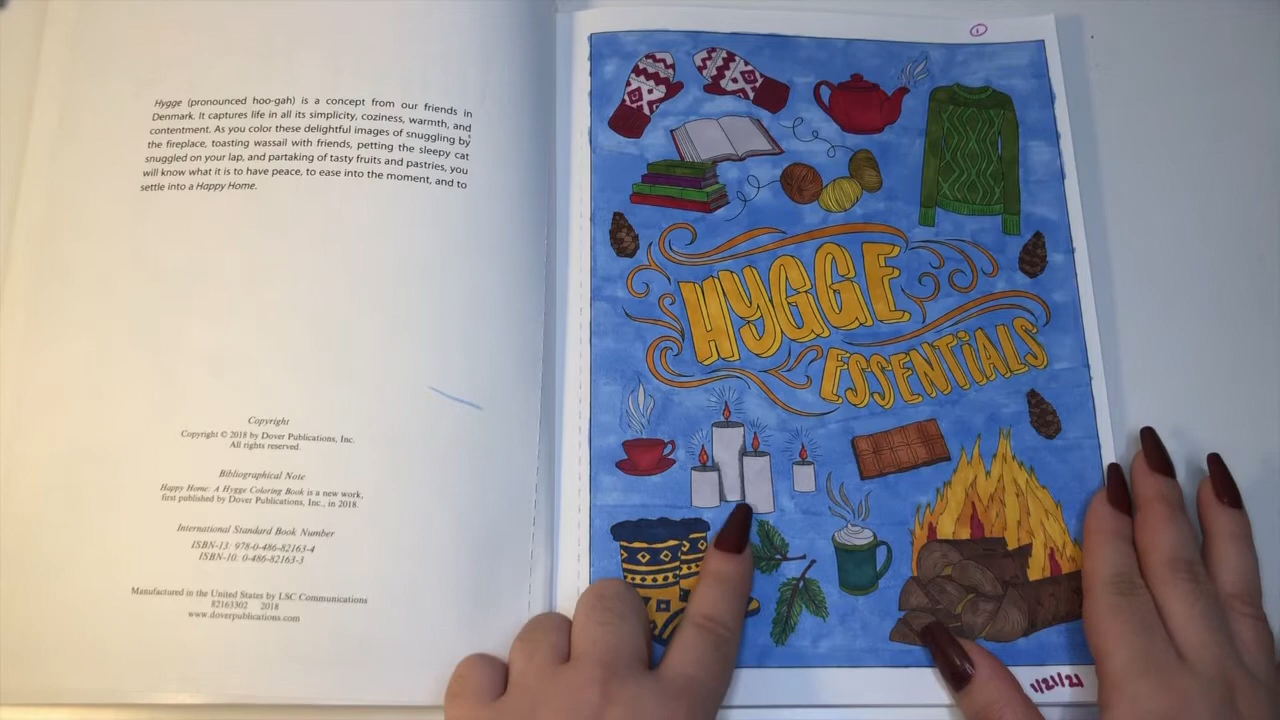 Hygge (pronounced hoo-gah) is a concept from our friends in
Denmark. It captures life in all its simplicity, coziness, warmth, and
contentment. As you color these delightful images of snuggling by
the fireplace, toasting wassail with friends, petting the sleepy cat
snuggled on your lap, and partaking of tasty fruits and pastries, you
will know what it is to have peace, to ease into the moment, and to
settle into a Happy Home.
Copyright
Copyright © 2018 by Dover Publications, Inc.
All rights reserved.
Bibliographical Note
Happy Home: A Hygge Coloring Book is a new work,
first published by Dover Publications, Inc., in 2018.
International Standard Book Number
ISBN-13: 978-0-486-82163-4
ISBN-10: 0-486-82163-3
Manufactured in the United States by LSC Communications
82163302 2018
www.doverpublications.com
1
HYGGE
ESSENTiALS
1/21/21